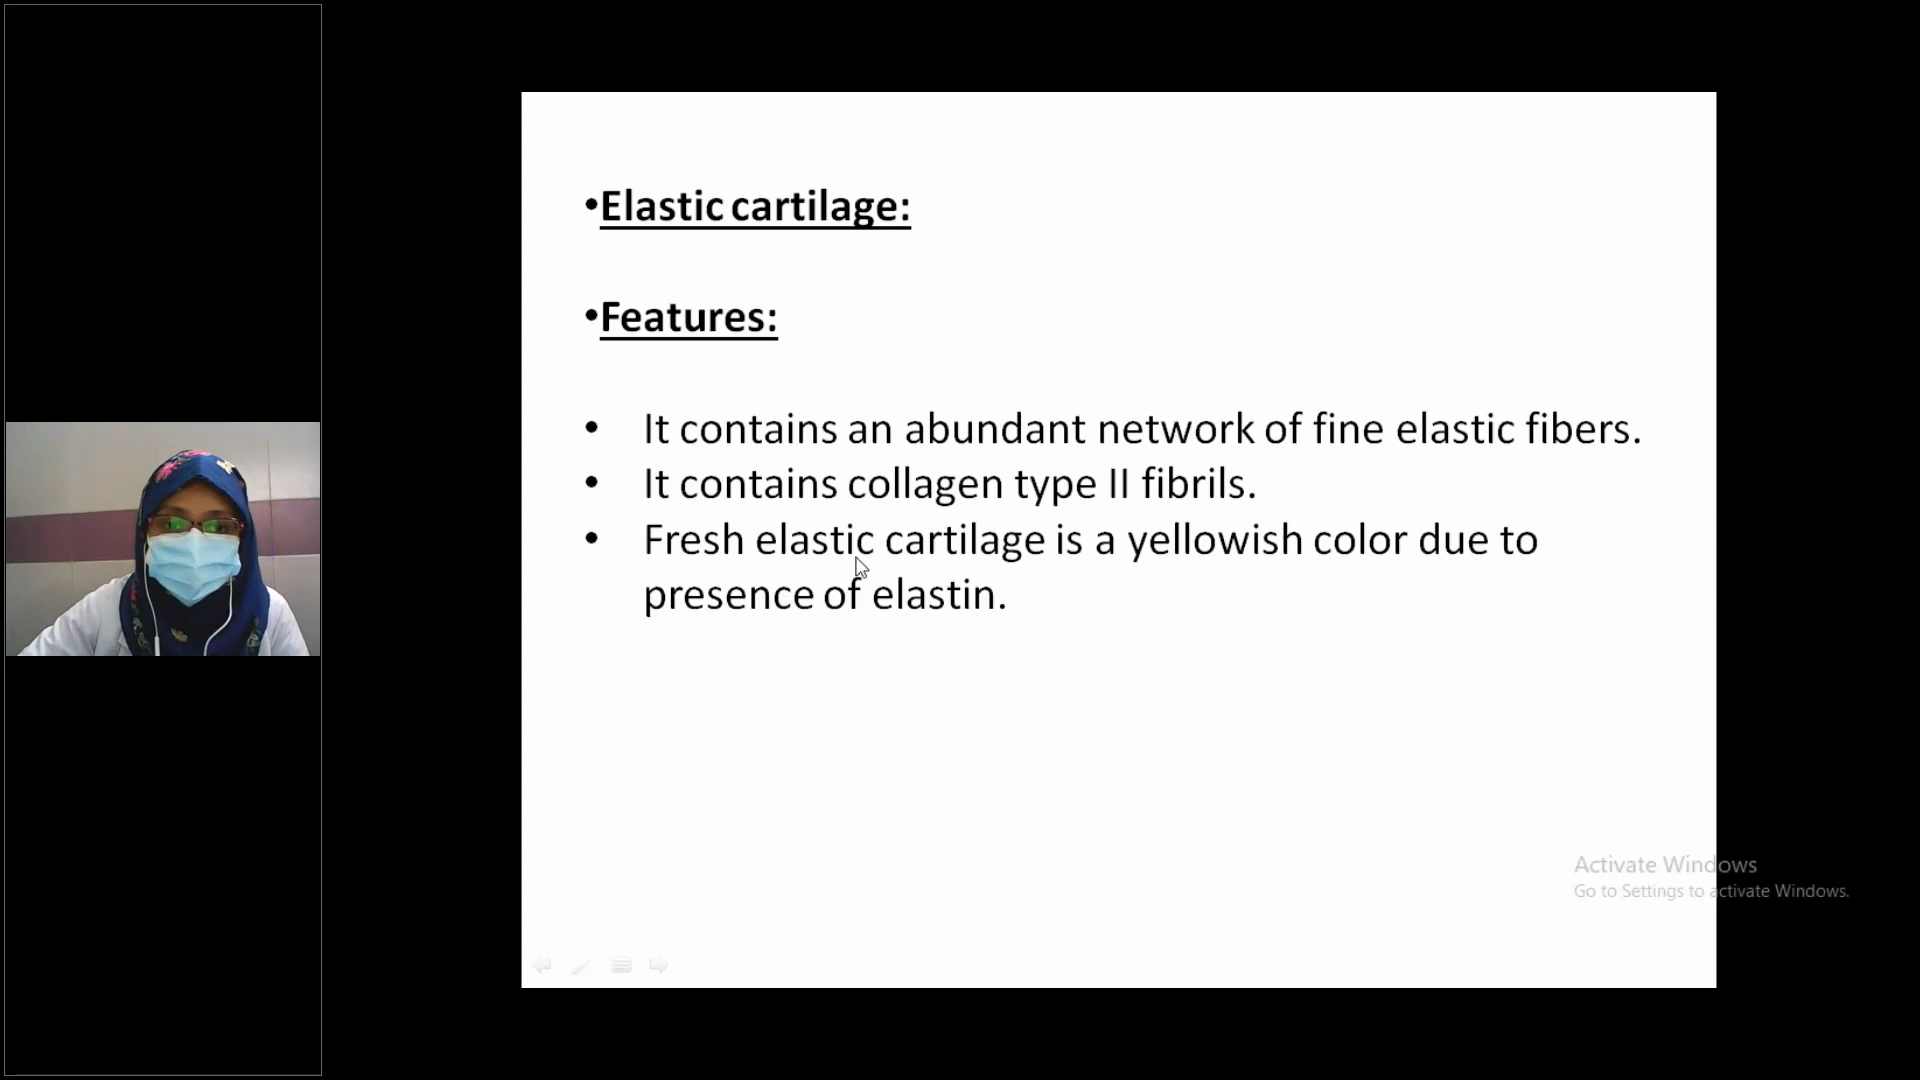 •Elastic cartilage:
•Features:
• It contains an abundant network of fine elastic fibers.
• It contains collagen type II fibrils.
• Fresh elastic cartilage is a yellowish color due to
presence of elastin.
Activate Windows
Go to Settings to activate Windows.